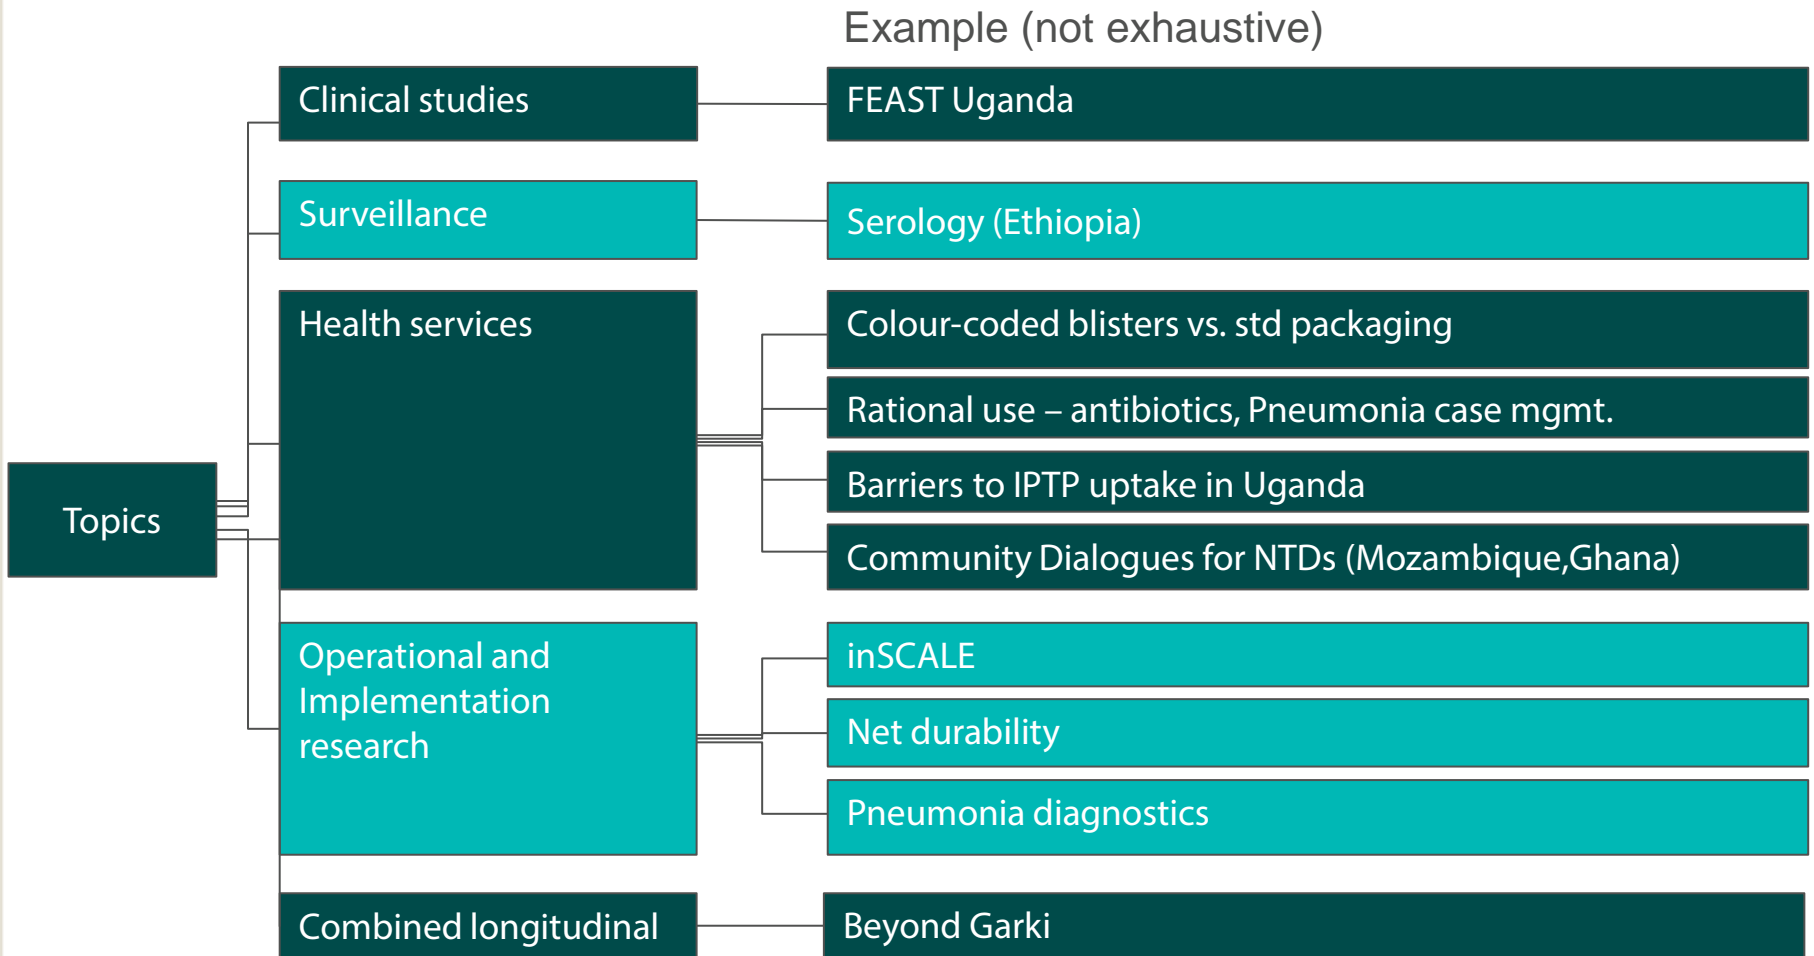 Example (not exhaustive)
Clinical studies
FEAST Uganda
Surveillance
Serology (Ethiopia)
Health services
Colour-coded blisters vs. std packaging
Rational use – antibiotics, Pneumonia case mgmt.
Barriers to IPTP uptake in Uganda
Community Dialogues for NTDs (Mozambique,Ghana)
Topics
Operational and
Implementation
research
inSCALE
Net durability
Pneumonia diagnostics
Combined longitudinal
Beyond Garki